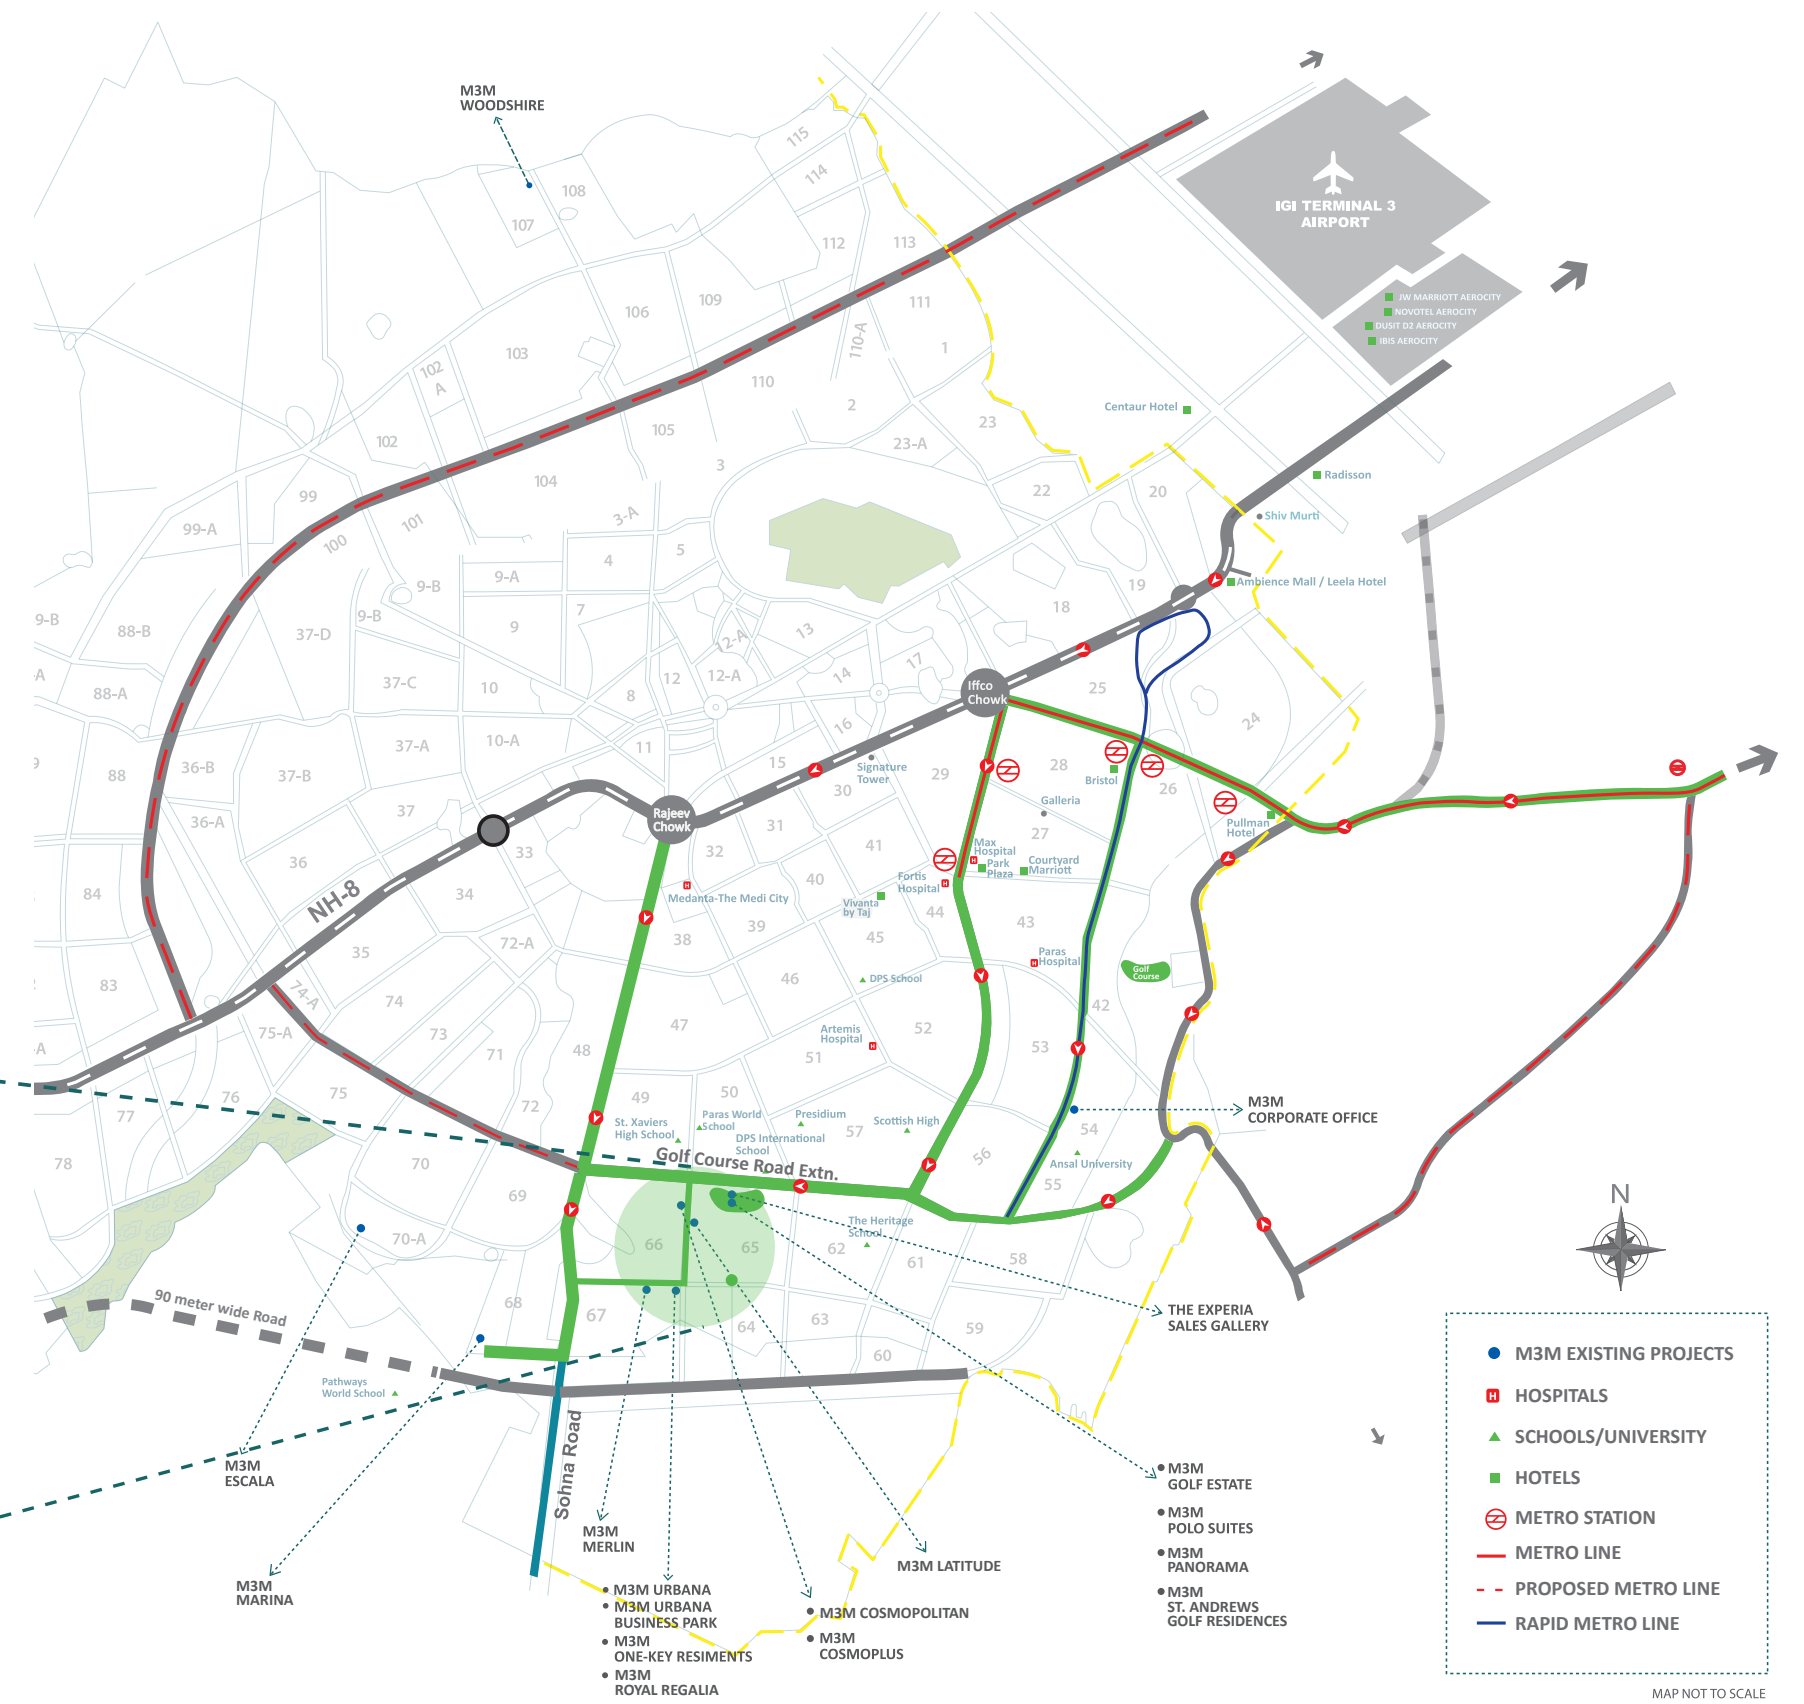 M3M
WOODSHIRE
115
114
108
107
112
113
IGI TERMINAL 3
AIRPORT
106
109
111
JW MARRIOTT AEROCITY
NOVOTEL AEROCITY
DUSIT D2 AEROCITY
IBIS AEROCITY
103
110-A
1
102
A
110
2
Centaur Hotel
105
23
102
23-A
3
Radisson
104
99
22
20
99-A
101
3-A
Shiv Murti
100
5
4
9-A
9-B
19
Ambience Mall / Leela Hotel
9-B
9-B
7
18
88-B
37-D
9
12-A
13
17
-A
37-C
10
8
12
12-A
14
Iffco
Chowk
25
88-A
24
16
10-A
37-A
11
15
29
28
36-B
9
88
37-B
Signature
Tower
Bristol
30
26
37
Galleria
Rajeev
Chowk
36-A
31
27
Pullman
Hotel
33
32
41
Max
Hospital
36
Park
Plaza
Courtyard
Marriott
84
34
NH-8
40
Fortis
Hospital
Medanta-The Medi City
Vivanta
by Taj
44
39
43
35
72-A
38
45
Paras
Hospital
Golf
Course
83
74-A
46
DPS School
74
42
47
52
Artemis
Hospital
73
75-A
53
-A
71
48
51
75
76
49
50
77
72
St. Xaviers
High School
Paras World
School
Presidium
57
Scottish High
M3M
CORPORATE OFFICE
54
DPS International
School
78
70
Golf Course Road Extn.
56
Ansal University
55
69
N
70-A
66
65
The Heritage
School
62
61
58
90 meter wide Road
68
67
64
63
THE EXPERIA
SALES GALLERY
59
60
Pathways
World School
M3M EXISTING PROJECTS
HOSPITALS
SCHOOLS/UNIVERSITY
HOTELS
METRO STATION
METRO LINE
PROPOSED METRO LINE
RAPID METRO LINE
Sohna Road
M3M
ESCALA
M3M
GOLF ESTATE
M3M
POLO SUITES
M3M
PANORAMA
M3M
ST. ANDREWS
GOLF RESIDENCES
M3M
MERLIN
M3M LATITUDE
M3M
MARINA
M3M URBANA
M3M URBANA
BUSINESS PARK
M3M
ONE-KEY RESIMENTS
M3M
ROYAL REGALIA
M3M COSMOPOLITAN
M3M
COSMOPLUS
MAP NOT TO SCALE